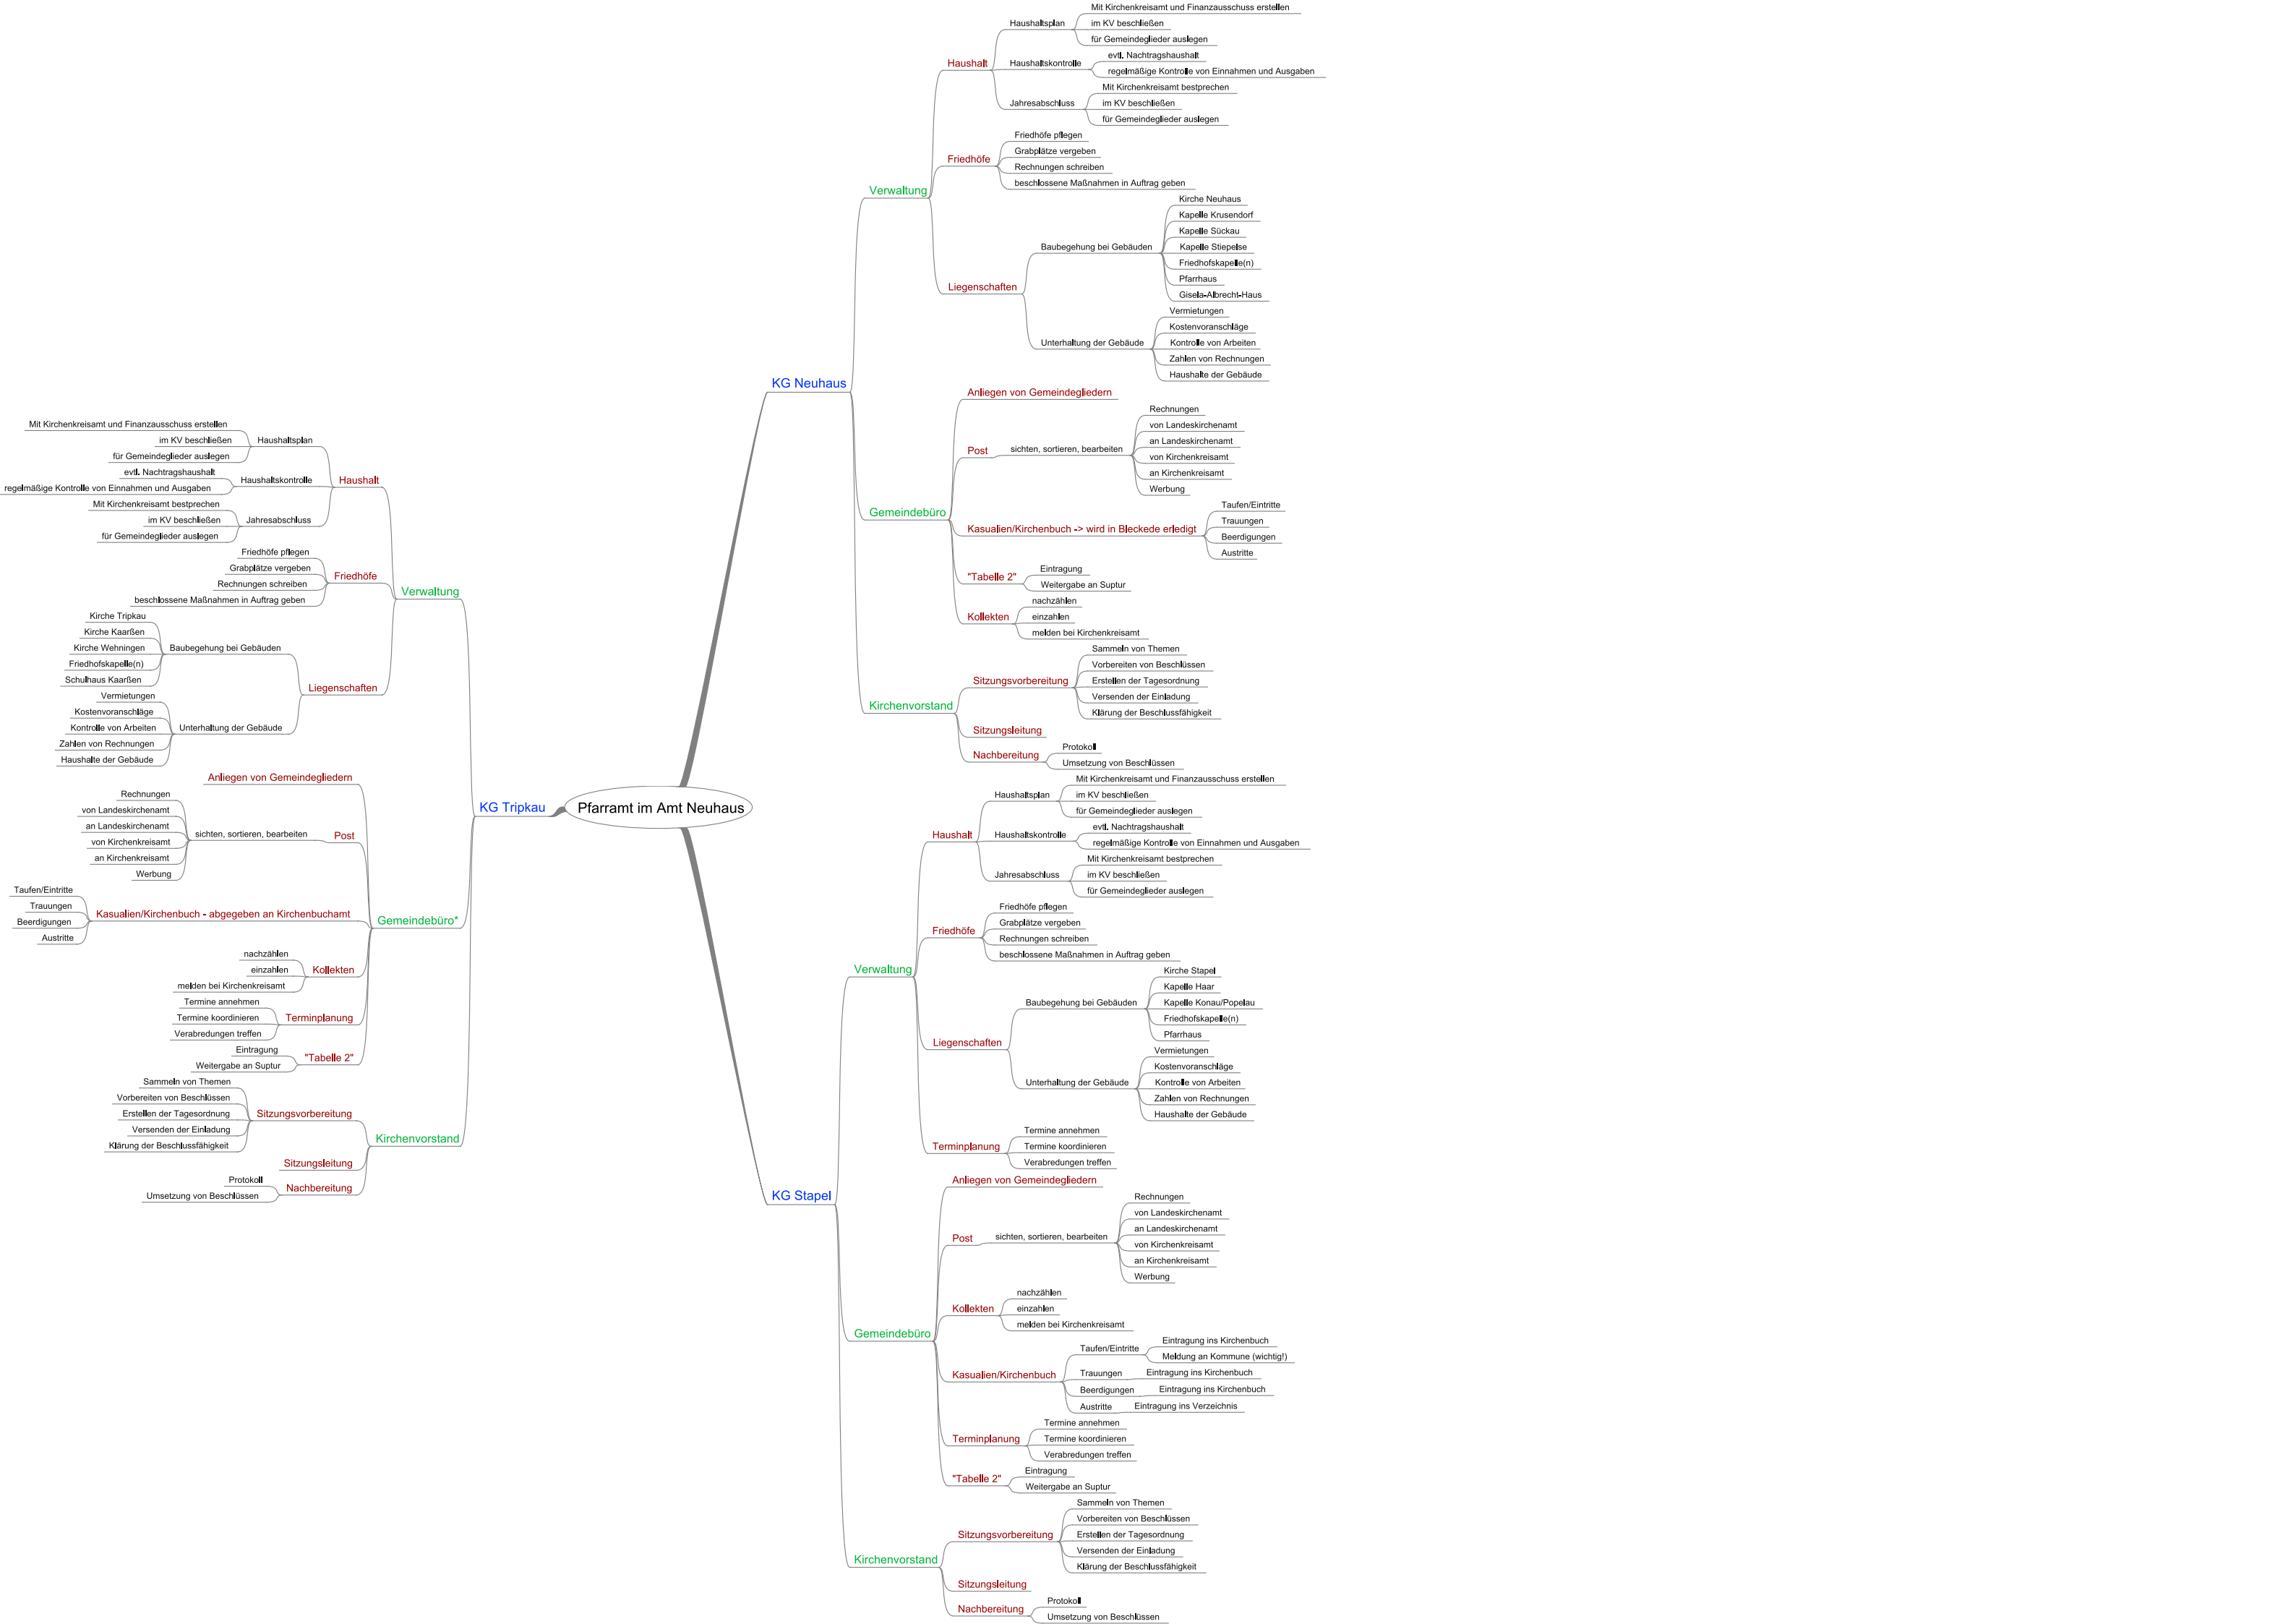 Pfarramt im Amt Neuhaus
KG Neuhaus
Verwaltung
Haushalt
Haushaltsplan
Mit Kirchenkreisamt und Finanzausschuss erstellen
im KV beschließen
für Gemeindeglieder auslegen
Haushaltskontrolle
evtl. Nachtragshaushalt
regelmäßige Kontrolle von Einnahmen und Ausgaben
Jahresabschluss
Mit Kirchenkreisamt bestprechen
im KV beschließen
für Gemeindeglieder auslegen
Friedhöfe
Friedhöfe pflegen
Grabplätze vergeben
Rechnungen schreiben
beschlossene Maßnahmen in Auftrag geben
Liegenschaften
Baubegehung bei Gebäuden
Kirche Neuhaus
Kapelle Krusendorf
Kapelle Sückau
Kapelle Stiepelse
Friedhofskapelle(n)
Pfarrhaus
Gisela-Albrecht-Haus
Unterhaltung der Gebäude
Vermietungen
Kostenvoranschläge
Kontrolle von Arbeiten
Zahlen von Rechnungen
Haushalte der Gebäude
Gemeindebüro
Anliegen von Gemeindegliedern
Post
sichten, sortieren, bearbeiten
Rechnungen
von Landeskirchenamt
an Landeskirchenamt
von Kirchenkreisamt
an Kirchenkreisamt
Werbung
Kasualien/Kirchenbuch -> wird in Bleckede erledigt
Taufen/Eintritte
Trauungen
Beerdigungen
Austritte
"Tabelle 2"
Eintragung
Weitergabe an Suptur
Kollekten
nachzählen
einzahlen
melden bei Kirchenkreisamt
Kirchenvorstand
Sitzungsvorbereitung
Sammeln von Themen
Vorbereiten von Beschlüssen
Erstellen der Tagesordnung
Versenden der Einladung
Klärung der Beschlussfähigkeit
Sitzungsleitung
Nachbereitung
Protokoll
Umsetzung von Beschlüssen
KG Stapel
Verwaltung
Haushalt
Haushaltsplan
Mit Kirchenkreisamt und Finanzausschuss erstellen
im KV beschließen
für Gemeindeglieder auslegen
Haushaltskontrolle
evtl. Nachtragshaushalt
regelmäßige Kontrolle von Einnahmen und Ausgaben
Jahresabschluss
Mit Kirchenkreisamt bestprechen
im KV beschließen
für Gemeindeglieder auslegen
Friedhöfe
Friedhöfe pflegen
Grabplätze vergeben
Rechnungen schreiben
beschlossene Maßnahmen in Auftrag geben
Liegenschaften
Baubegehung bei Gebäuden
Kirche Stapel
Kapelle Haar
Kapelle Konau/Popelau
Friedhofskapelle(n)
Pfarrhaus
Unterhaltung der Gebäude
Vermietungen
Kostenvoranschläge
Kontrolle von Arbeiten
Zahlen von Rechnungen
Haushalte der Gebäude
Terminplanung
Termine annehmen
Termine koordinieren
Verabredungen treffen
Gemeindebüro
Anliegen von Gemeindegliedern
Post
sichten, sortieren, bearbeiten
Rechnungen
von Landeskirchenamt
an Landeskirchenamt
von Kirchenkreisamt
an Kirchenkreisamt
Werbung
Kollekten
nachzählen
einzahlen
melden bei Kirchenkreisamt
Kasualien/Kirchenbuch
Taufen/Eintritte
Eintragung ins Kirchenbuch
Meldung an Kommune (wichtig!)
Trauungen
Eintragung ins Kirchenbuch
Beerdigungen
Eintragung ins Kirchenbuch
Austritte
Eintragung ins Verzeichnis
Terminplanung
Termine annehmen
Termine koordinieren
Verabredungen treffen
"Tabelle 2"
Eintragung
Weitergabe an Suptur
Kirchenvorstand
Sitzungsvorbereitung
Sammeln von Themen
Vorbereiten von Beschlüssen
Erstellen der Tagesordnung
Versenden der Einladung
Klärung der Beschlussfähigkeit
Sitzungsleitung
Nachbereitung
Protokoll
Umsetzung von Beschlüssen
KG Tripkau
Verwaltung
Haushalt
Haushaltsplan
Mit Kirchenkreisamt und Finanzausschuss erstellen
im KV beschließen
für Gemeindeglieder auslegen
Haushaltskontrolle
evtl. Nachtragshaushalt
regelmäßige Kontrolle von Einnahmen und Ausgaben
Jahresabschluss
Mit Kirchenkreisamt bestprechen
im KV beschließen
für Gemeindeglieder auslegen
Friedhöfe
Friedhöfe pflegen
Grabplätze vergeben
Rechnungen schreiben
beschlossene Maßnahmen in Auftrag geben
Liegenschaften
Baubegehung bei Gebäuden
Kirche Tripkau
Kirche Kaarßen
Kirche Wehningen
Friedhofskapelle(n)
Schulhaus Kaarßen
Unterhaltung der Gebäude
Vermietungen
Kostenvoranschläge
Kontrolle von Arbeiten
Zahlen von Rechnungen
Haushalte der Gebäude
Gemeindebüro*
Anliegen von Gemeindegliedern
Post
sichten, sortieren, bearbeiten
Rechnungen
von Landeskirchenamt
an Landeskirchenamt
von Kirchenkreisamt
an Kirchenkreisamt
Werbung
Kasualien/Kirchenbuch - abgegeben an Kirchenbuchamt
Taufen/Eintritte
Trauungen
Beerdigungen
Austritte
Kollekten
nachzählen
einzahlen
melden bei Kirchenkreisamt
Terminplanung
Termine annehmen
Termine koordinieren
Verabredungen treffen
"Tabelle 2"
Eintragung
Weitergabe an Suptur
Kirchenvorstand
Sitzungsvorbereitung
Sammeln von Themen
Vorbereiten von Beschlüssen
Erstellen der Tagesordnung
Versenden der Einladung
Klärung der Beschlussfähigkeit
Sitzungsleitung
Nachbereitung
Protokoll
Umsetzung von Beschlüssen